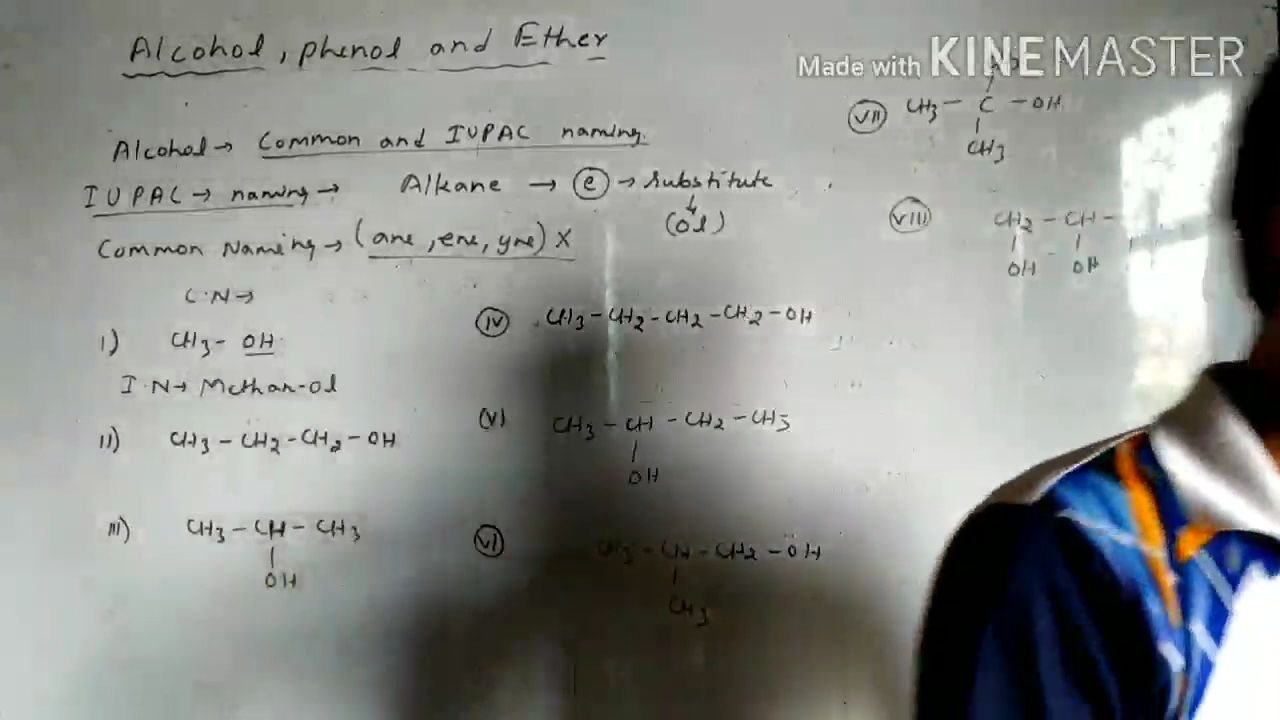 Alcohol, phenol and Ether
Made with KINEMASTER
Alcohol → Common and IUPAC naming.
IUPAC → naming → Alkane → (e) → substitute
↓
(Ol)
Common Naming → (ane, ene, yne) X
C.N →
I) CH3 - OH
I.N → Methan-ol
II) CH3 - CH2 - CH2 - OH
III) CH3 - CH - CH3
|
OH
IV CH3 - CH2 - CH2 - CH2 - OH
(V) CH3 - CH - CH2 - CH3
|
OH
VI CH3 - CH - CH2 - OH
|
CH3
VII CH3 - C - OH
|
CH3
VIII CH2 - CH -
| |
OH OH